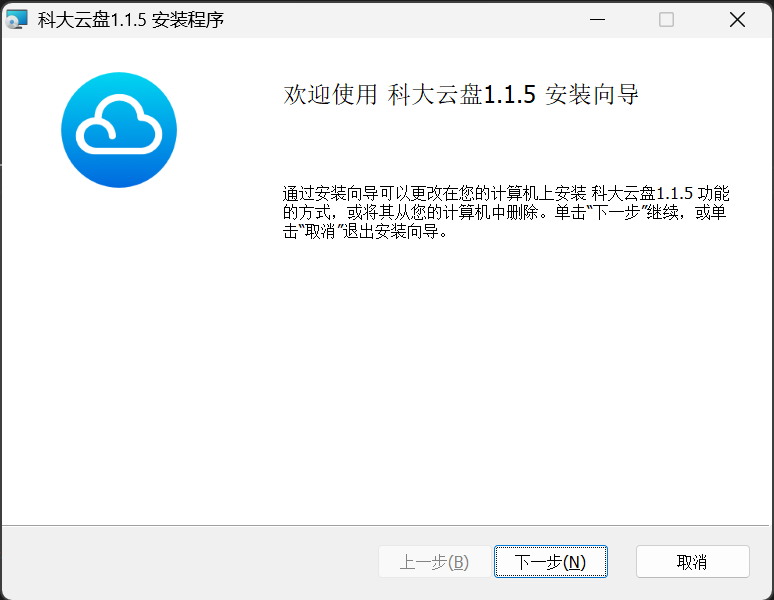 科大云盘1.1.5 安装程序
欢迎使用 科大云盘1.1.5 安装向导
通过安装向导可以更改在您的计算机上安装 科大云盘1.1.5 功能
的方式，或将其从您的计算机中删除。单击“下一步”继续，或单
击“取消”退出安装向导。
上一步(B) 下一步(N) 取消